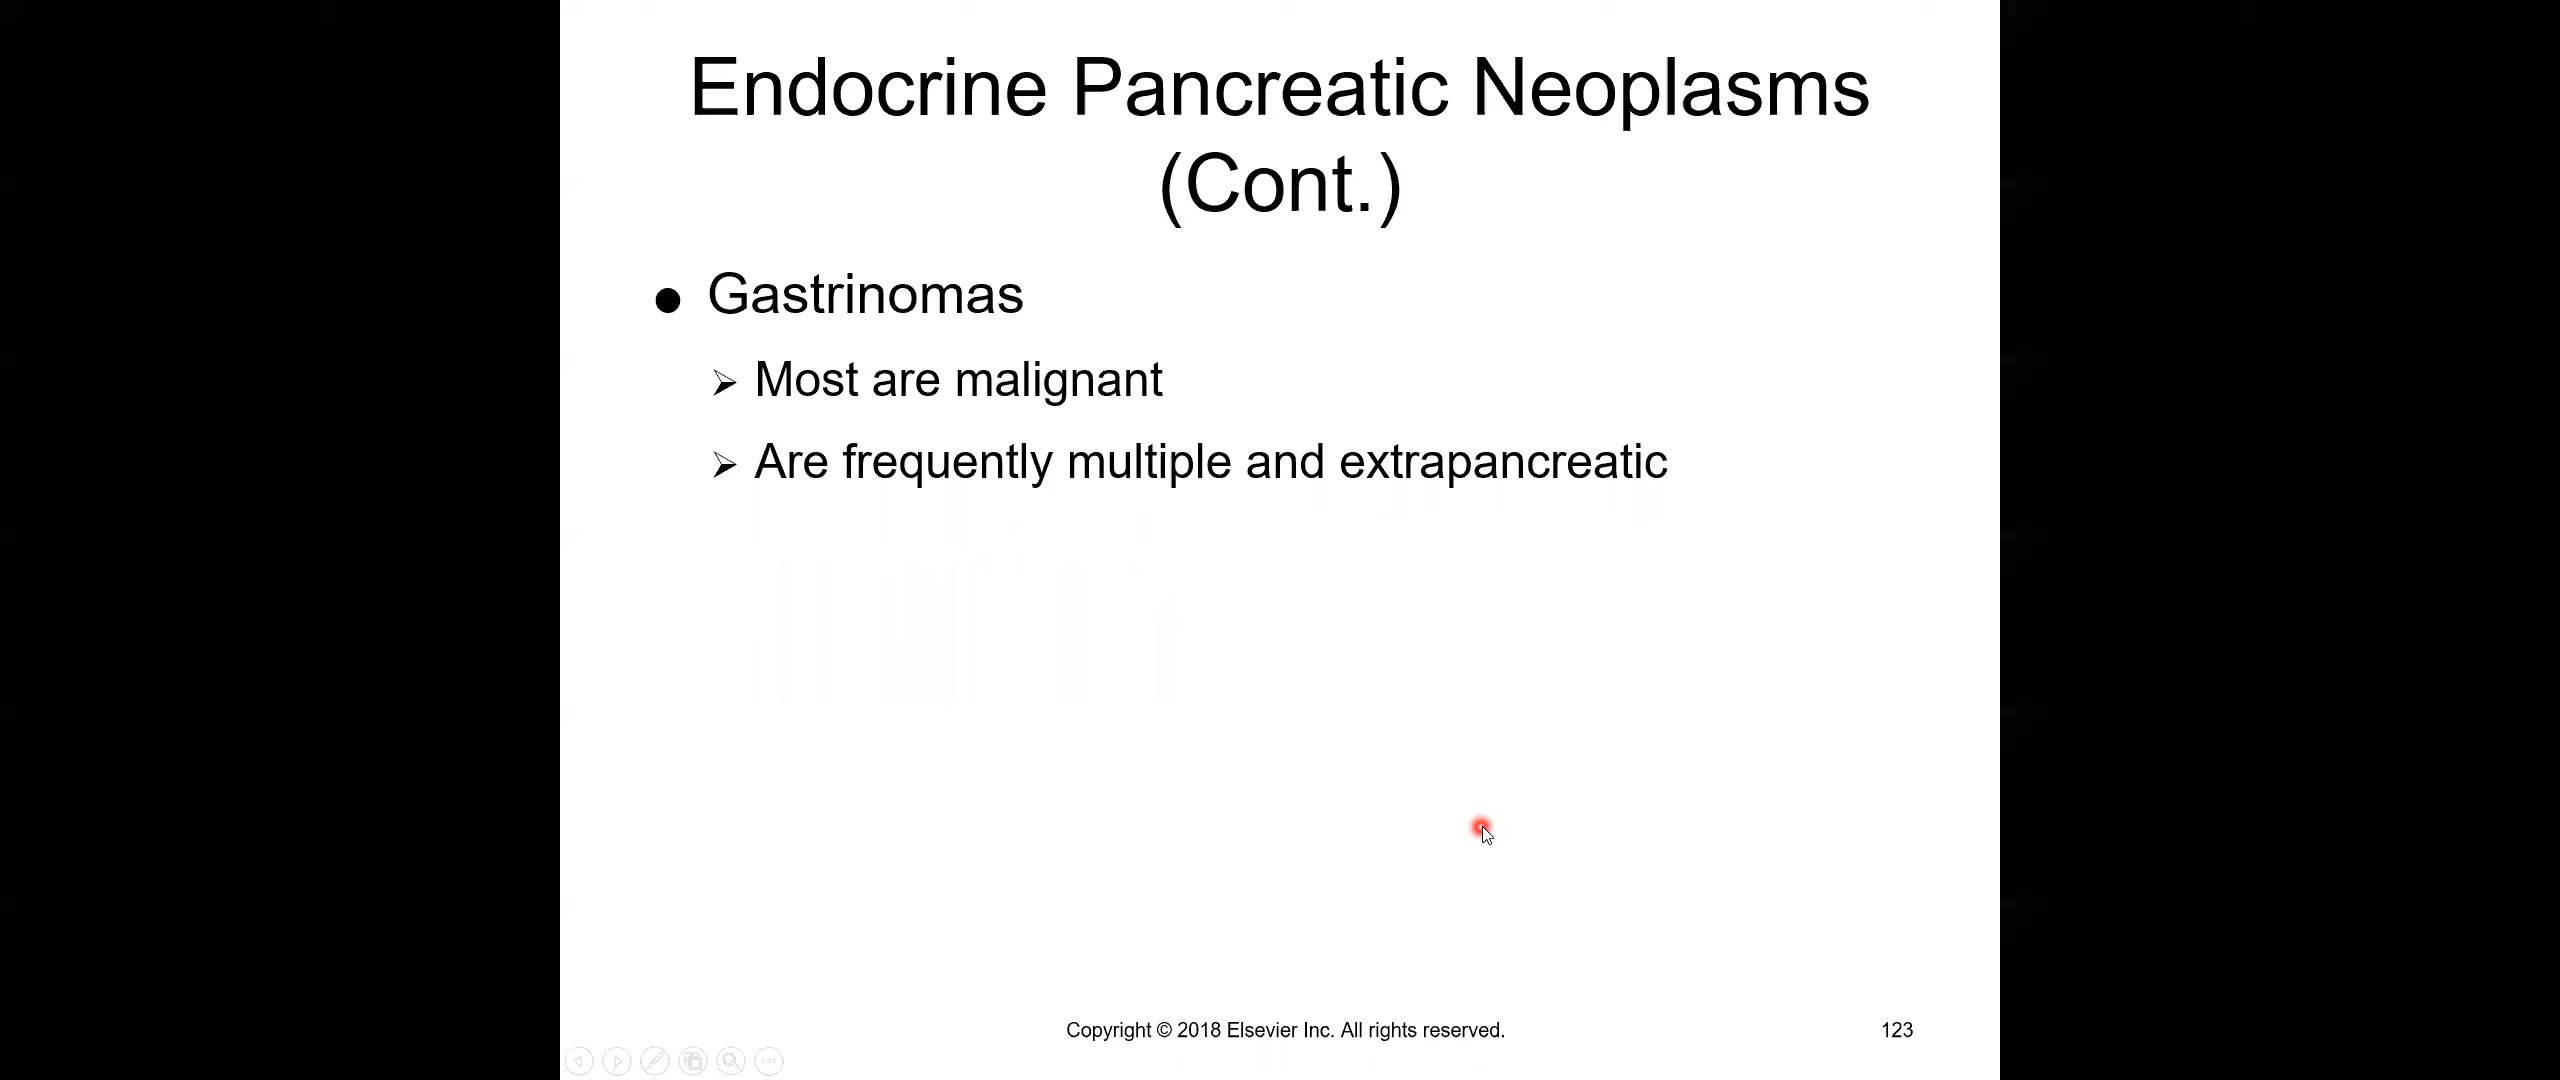 Endocrine Pancreatic Neoplasms
(Cont.)
● Gastrinomas
➢ Most are malignant
➢ Are frequently multiple and extrapancreatic
Copyright © 2018 Elsevier Inc. All rights reserved.
123